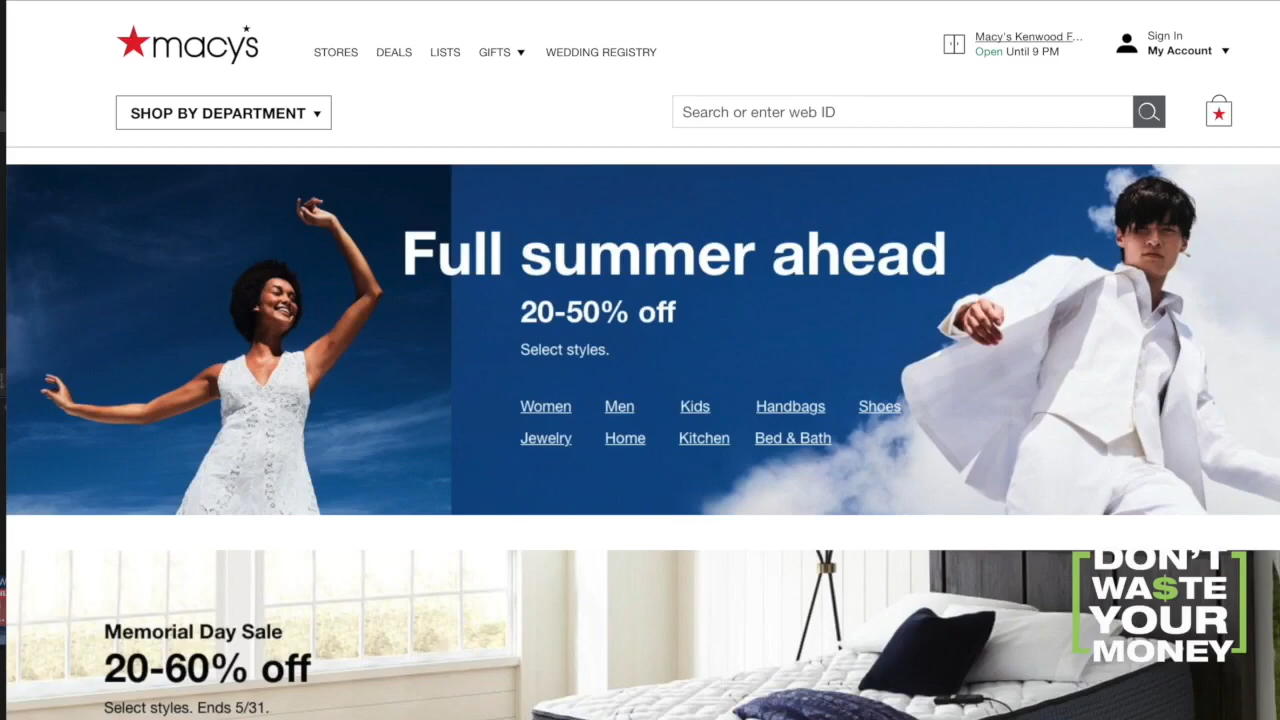 macy's
STORES DEALS LISTS GIFTS WEDDING REGISTRY
Macy's Kenwood F...
Open Until 9 PM
Sign In
My Account
SHOP BY DEPARTMENT
Search or enter web ID
Full summer ahead
20-50% off
Select styles.
Women Men Kids Handbags Shoes
Jewelry Home Kitchen Bed & Bath
Memorial Day Sale
20-60% off
Select styles. Ends 5/31.
DON'T
WA$TE
YOUR
MONEY